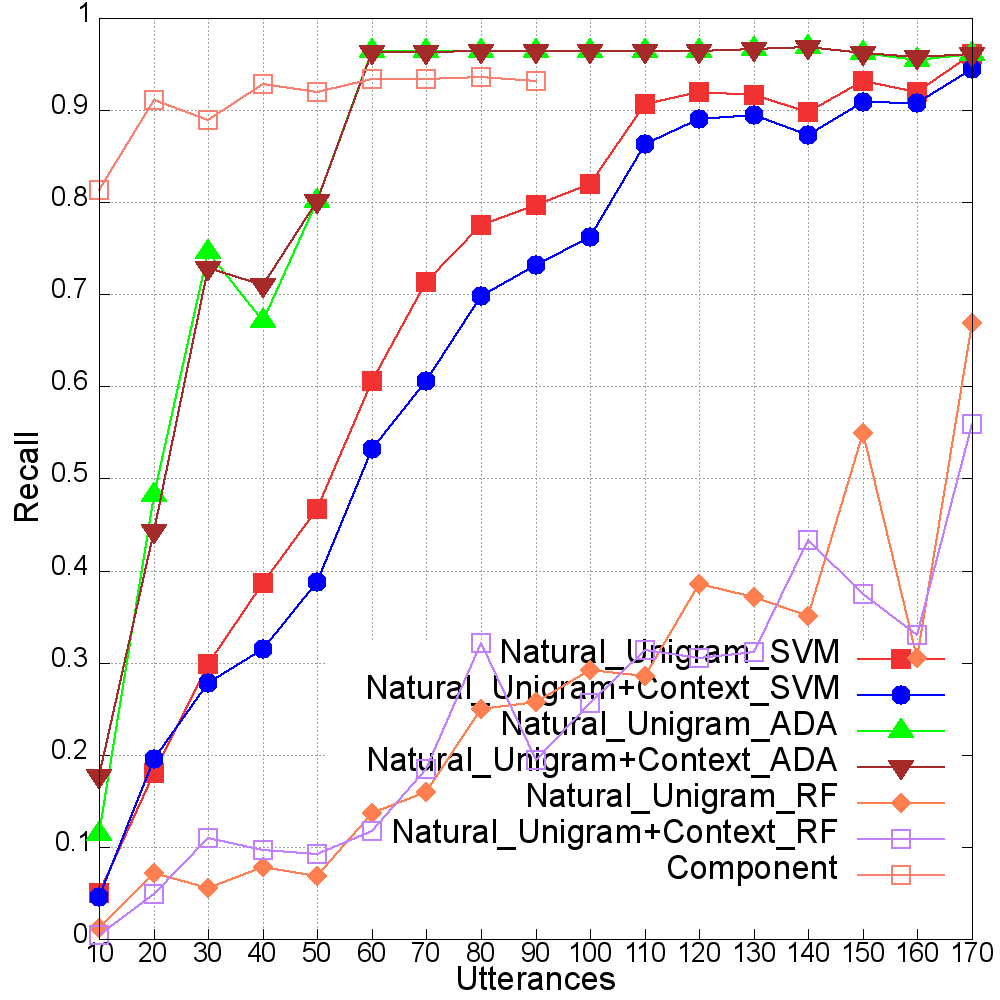 1
0.9
0.8
0.7
0.6
0.5
0.4
0.3
0.2
0.1
0
Recall
Natural_Unigram_SVM
Natural_Unigram+Context_SVM
Natural_Unigram_ADA
Natural_Unigram+Context_ADA
Natural_Unigram_RF
Natural_Unigram+Context_RF
Component
10 20 30 40 50 60 70 80 90 100 110 120 130 140 150 160 170
Utterances